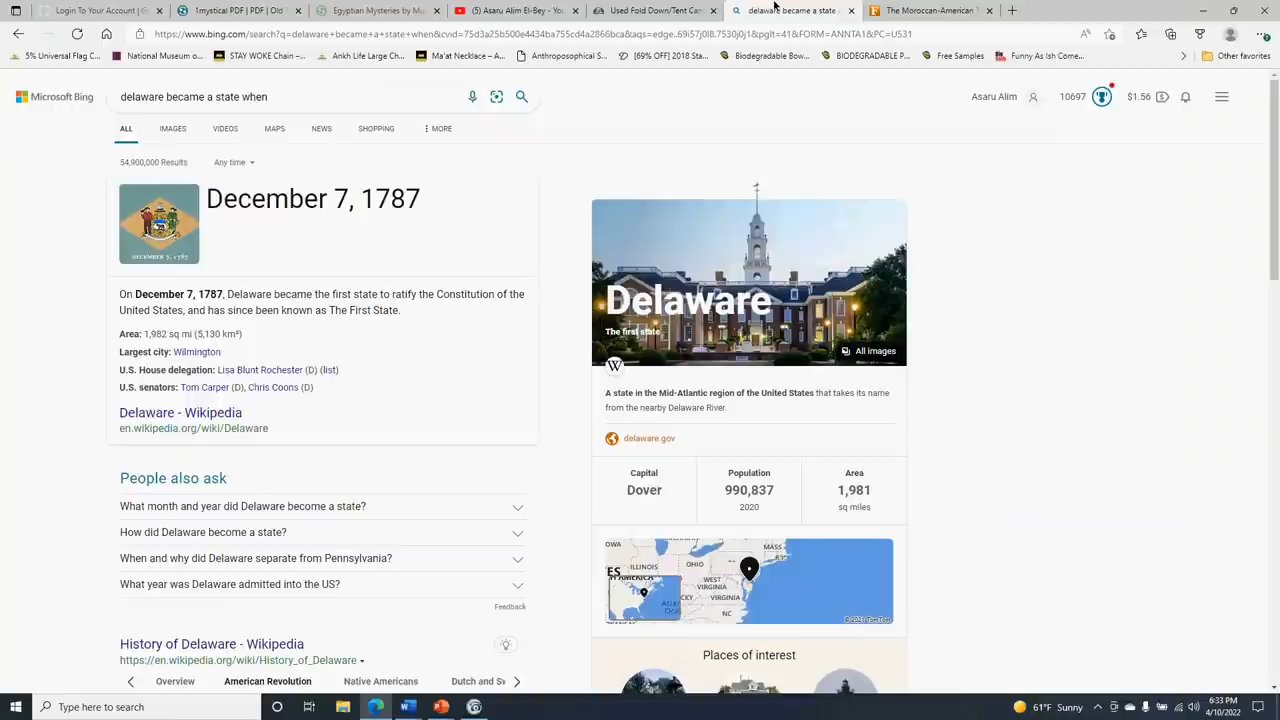 Login To Your Account | G
1mystical PDF | PDF | Old T
Egyptian Mysteries by Mu
(5) Asaru Alim El-Bey - You
Used Fold Down/Tent Cam
delaware became a state
The Moroccan-American T
https://www.bing.com/search?q=delaware+became+a+state+when&cvid=75d3a25b500e4434ba755cd4a2866bca&aqs=edge..69i57j0l8.7530j0j1&pglt=41&FORM=ANNTA1&PC=U531
5% Universal Flag C...
National Museum o...
STAY WOKE Chain –...
Ankh Life Large Ch...
Ma'at Necklace – A...
Anthroposophical S...
[69% OFF] 2018 Sta...
Biodegradable Bow...
BIODEGRADABLE P...
Free Samples
Funny As Ish Come...
Other favorites
Microsoft Bing
delaware became a state when
Asaru Alim
10697
$1.56
ALL
IMAGES
VIDEOS
MAPS
NEWS
SHOPPING
MORE
54,900,000 Results
Any time
DECEMBER 7, 1787
December 7, 1787
On December 7, 1787, Delaware became the first state to ratify the Constitution of the
United States, and has since been known as The First State.
Area: 1,982 sq mi (5,130 km²)
Largest city: Wilmington
U.S. House delegation: Lisa Blunt Rochester (D) (list)
U.S. senators: Tom Carper (D), Chris Coons (D)
Delaware - Wikipedia
en.wikipedia.org/wiki/Delaware
People also ask
What month and year did Delaware become a state?
How did Delaware become a state?
When and why did Delaware separate from Pennsylvania?
What year was Delaware admitted into the US?
Feedback
History of Delaware - Wikipedia
https://en.wikipedia.org/wiki/History_of_Delaware
Overview
American Revolution
Native Americans
Dutch and Sw
Delaware
The first state
All images
W
A state in the Mid-Atlantic region of the United States that takes its name
from the nearby Delaware River.
delaware.gov
Capital
Dover
Population
990,837
2020
Area
1,981
sq miles
OWA
ILLINOIS
OHIO
MASS
R.I.
ES
H AMERICA
WEST
VIRGINIA
CKY
VIRGINIA
NC
© 2021 TomTom
Places of interest
Type here to search
61°F Sunny
6:33 PM
4/10/2022